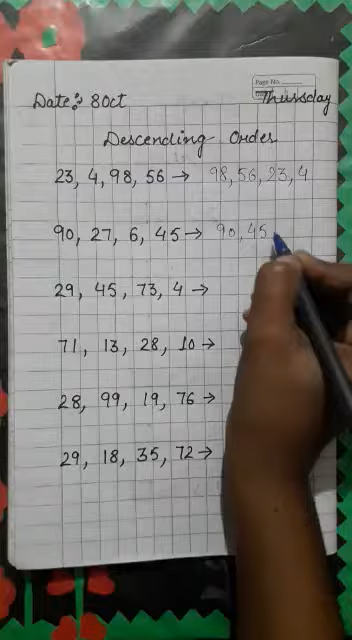 Page No.
Date:- 8 Oct Thursday
Descending Order
23, 4, 98, 56 → 98, 56, 23, 4
90, 27, 6, 45 → 90, 45,
29, 45, 73, 4 →
71, 13, 28, 10 →
28, 99, 19, 76 →
29, 18, 35, 72 →